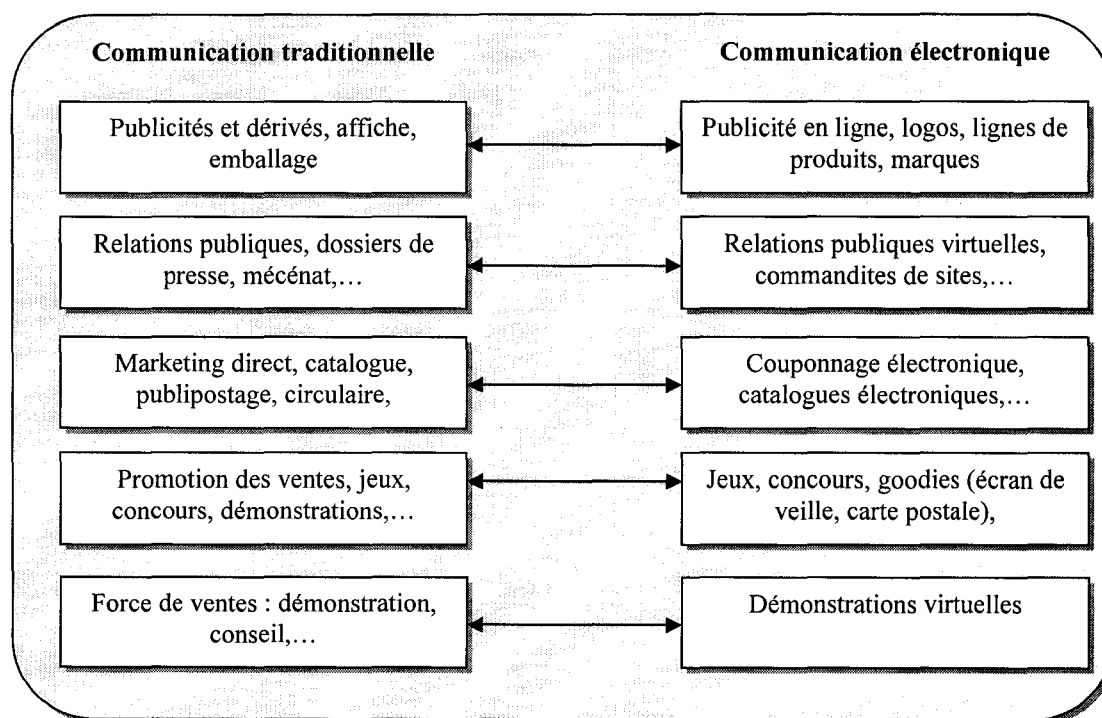 Communication traditionnelle
Communication électronique
Publicités et dérivés, affiche,
emballage
Publicité en ligne, logos, lignes de
produits, marques
Relations publiques, dossiers de
presse, mécénat,…
Relations publiques virtuelles,
commandites de sites,…
Marketing direct, catalogue,
publipostage, circulaire,
Couponnage électronique,
catalogues électroniques,…
Promotion des ventes, jeux,
concours, démonstrations,…
Jeux, concours, goodies (écran de
veille, carte postale),
Force de ventes : démonstration,
conseil,…
Démonstrations virtuelles